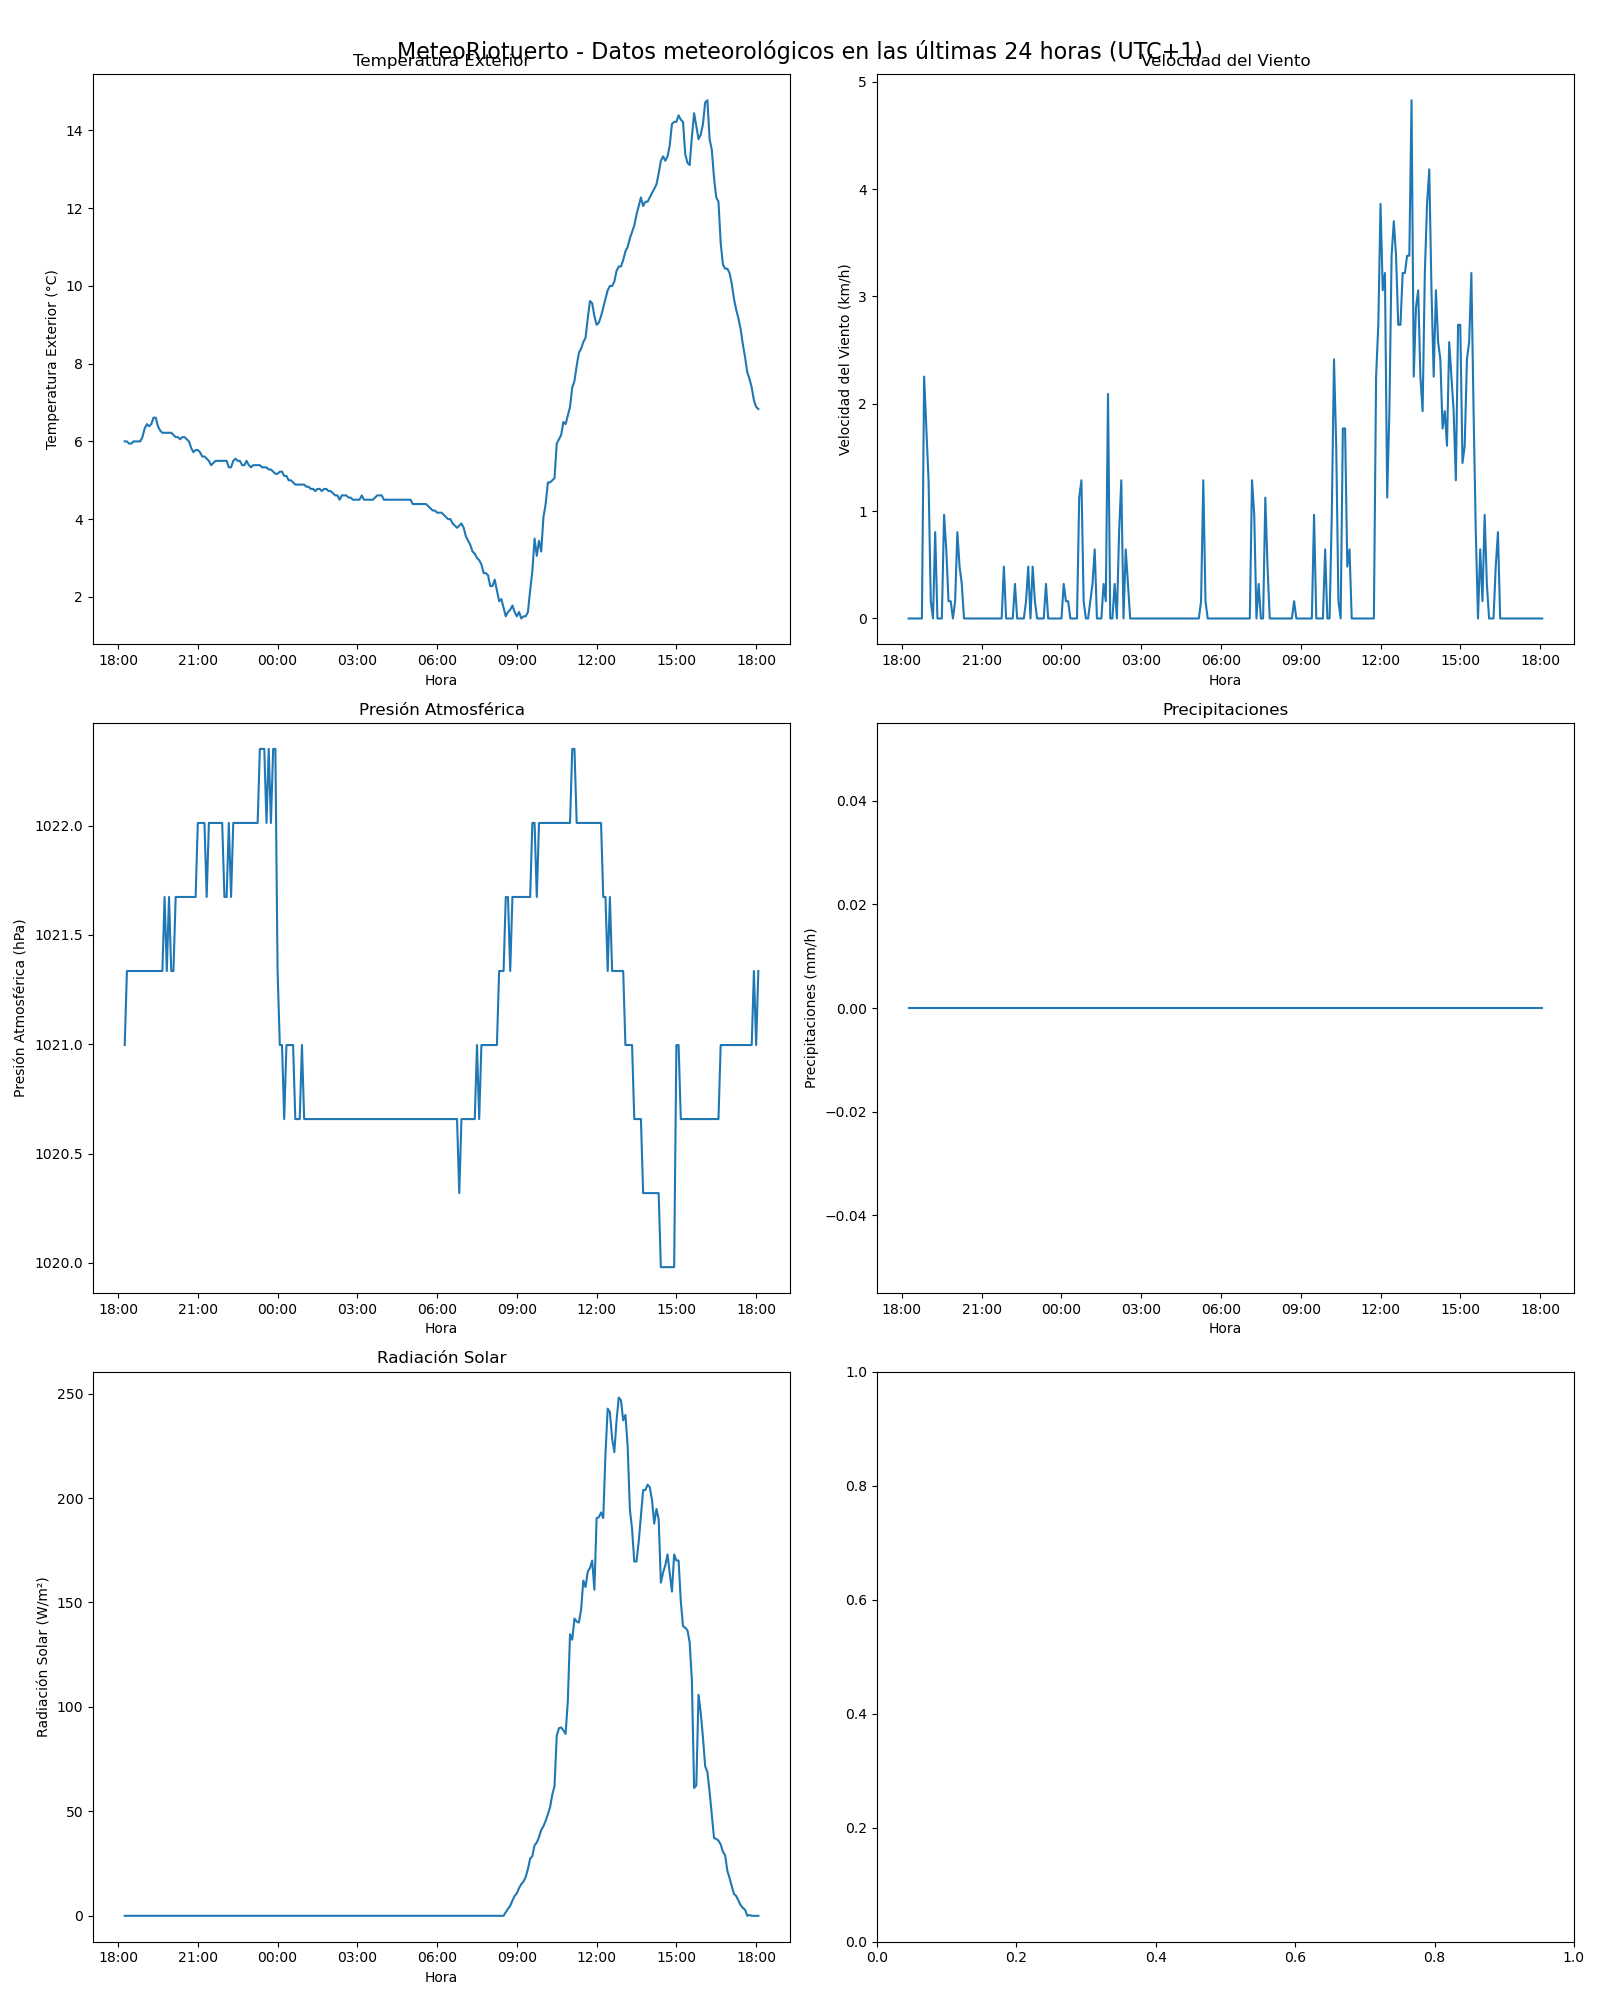 MeteoRiotuerto - Datos meteorológicos en las últimas 24 horas (UTC+1)
Temperatura Exterior
Velocidad del Viento
14
12
10
8
6
4
2
Temperatura Exterior (°C)
18:00 21:00 00:00 03:00 06:00 09:00 12:00 15:00 18:00
Hora
5
4
3
2
1
0
Velocidad del Viento (km/h)
18:00 21:00 00:00 03:00 06:00 09:00 12:00 15:00 18:00
Hora
Presión Atmosférica
1022.0
1021.5
1021.0
1020.5
1020.0
Presión Atmosférica (hPa)
18:00 21:00 00:00 03:00 06:00 09:00 12:00 15:00 18:00
Hora
Precipitaciones
0.04
0.02
0.00
−0.02
−0.04
Precipitaciones (mm/h)
18:00 21:00 00:00 03:00 06:00 09:00 12:00 15:00 18:00
Hora
Radiación Solar
250
200
150
100
50
0
Radiación Solar (W/m²)
18:00 21:00 00:00 03:00 06:00 09:00 12:00 15:00 18:00
Hora
1.0
0.8
0.6
0.4
0.2
0.0
0.0 0.2 0.4 0.6 0.8 1.0